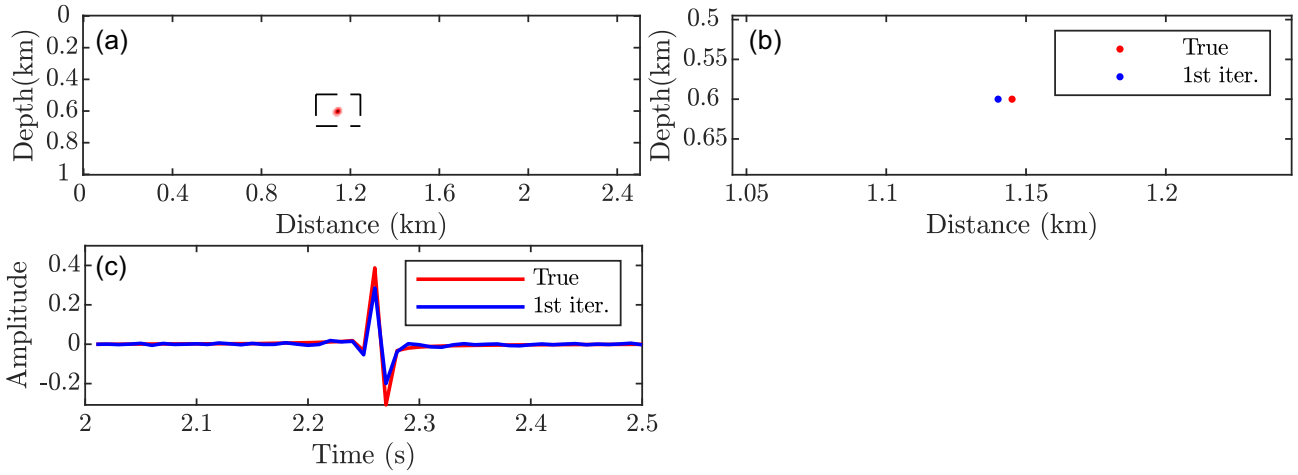 (a)
Depth(km)
0
0.2
0.4
0.6
0.8
1
0 0.4 0.8 1.2 1.6 2 2.4
Distance (km)
(b)
Depth(km)
0.5
0.55
0.6
0.65
1.05 1.1 1.15 1.2
Distance (km)
True
1st iter.
(c)
Amplitude
0.4
0.2
0
-0.2
2 2.1 2.2 2.3 2.4 2.5
Time (s)
True
1st iter.